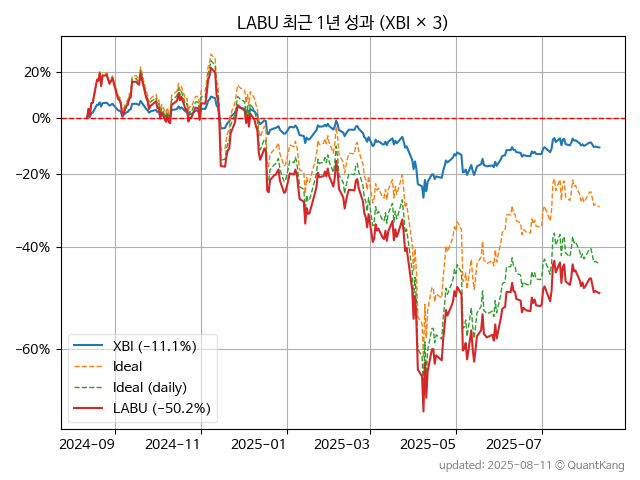 LABU 최근 1년 성과 (XBI × 3)
20%
0%
−20%
−40%
−60%
XBI (−11.1%)
Ideal
Ideal (daily)
LABU (−50.2%)
2024-09 2024-11 2025-01 2025-03 2025-05 2025-07
updated: 2025-08-11 © QuantKang